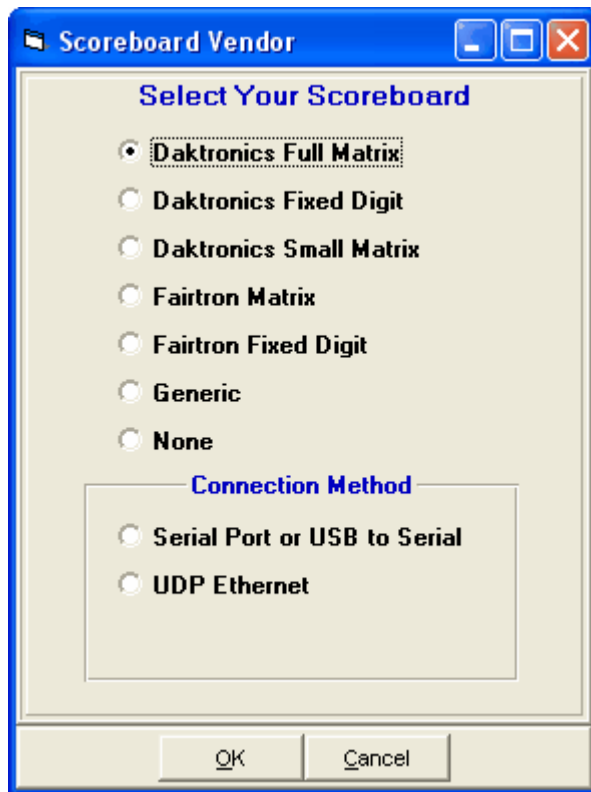 Scoreboard Vendor
Select Your Scoreboard
Daktronics Full Matrix
Daktronics Fixed Digit
Daktronics Small Matrix
Fairtron Matrix
Fairtron Fixed Digit
Generic
None
Connection Method
Serial Port or USB to Serial
UDP Ethernet
OK Cancel